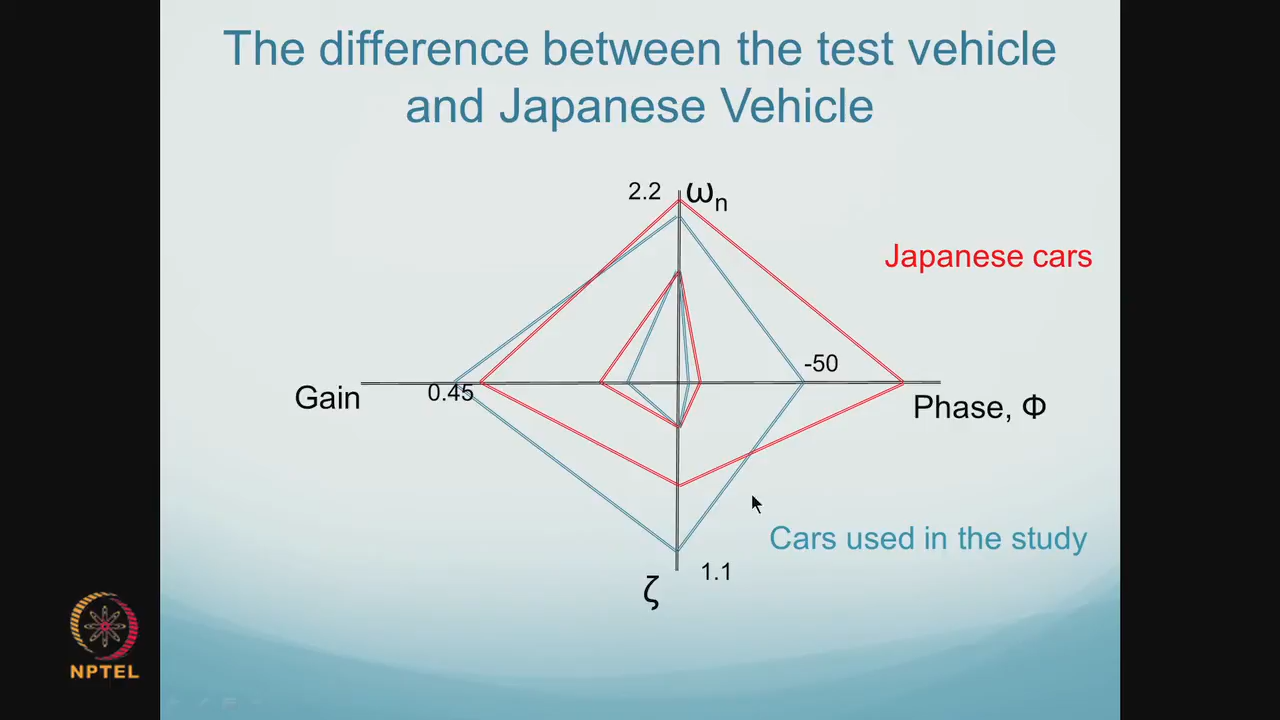 The difference between the test vehicle
and Japanese Vehicle
2.2 ωn
Japanese cars
-50
Gain 0.45
Phase, Φ
Cars used in the study
ζ 1.1
NPTEL